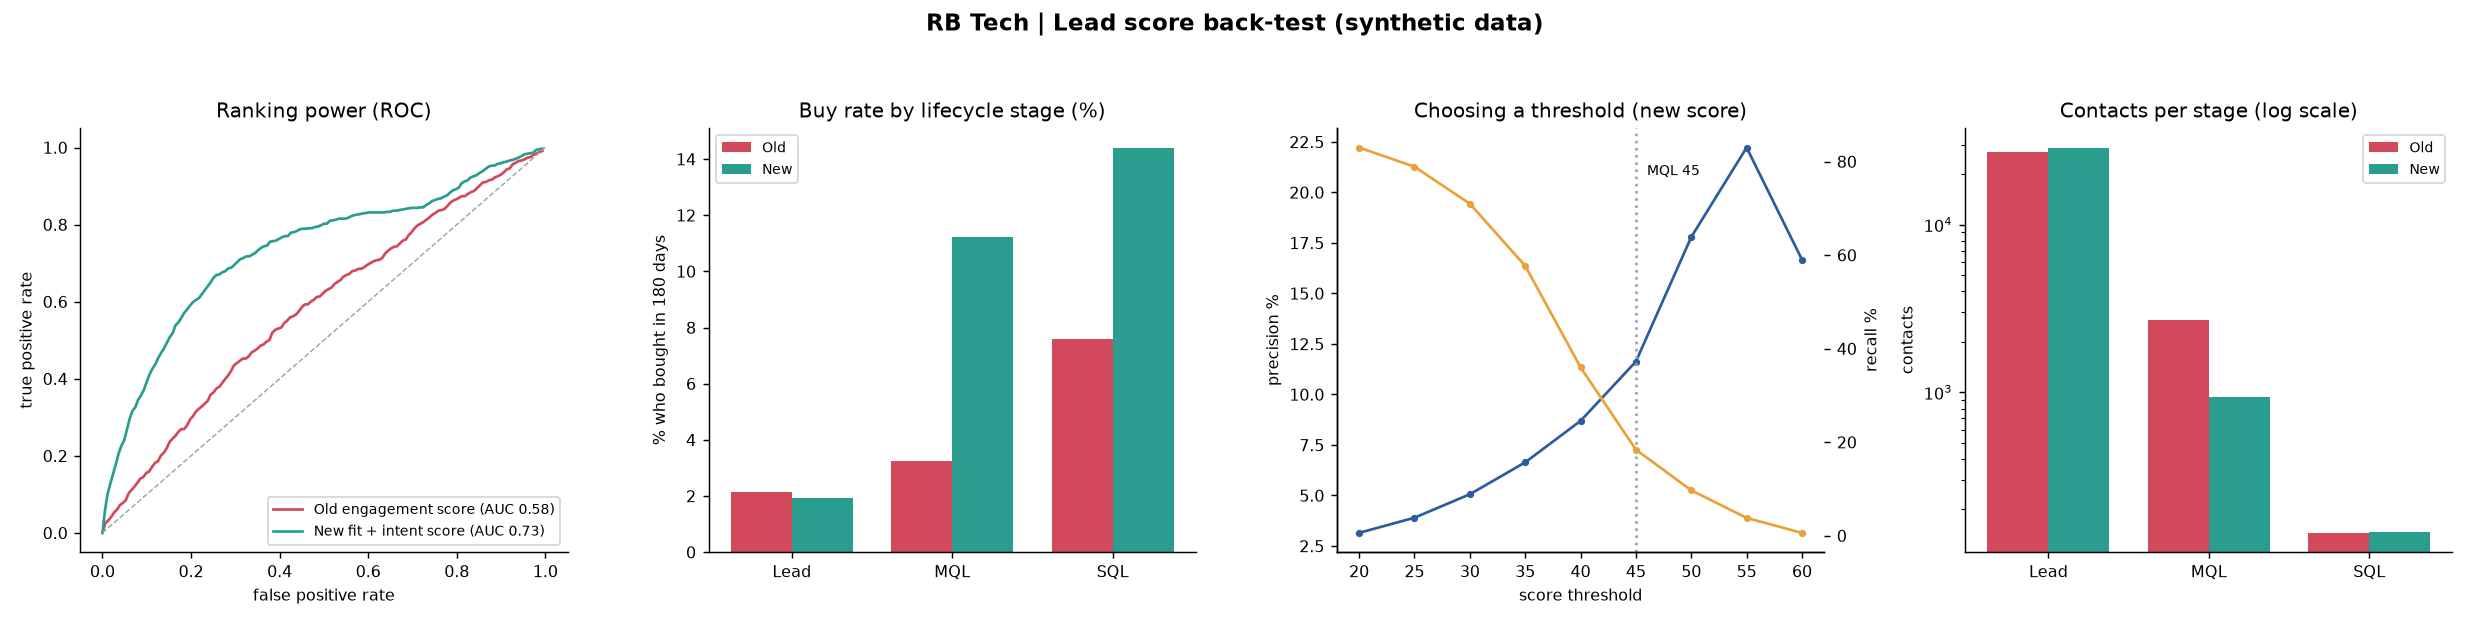 RB Tech | Lead score back-test (synthetic data)
Ranking power (ROC)
true positive rate
1.0
0.8
0.6
0.4
0.2
0.0
Old engagement score (AUC 0.58)
New fit + intent score (AUC 0.73)
0.0 0.2 0.4 0.6 0.8 1.0
false positive rate
Buy rate by lifecycle stage (%)
% who bought in 180 days
14
12
10
8
6
4
2
0
Old
New
Lead MQL SQL
Choosing a threshold (new score)
precision %
22.5
20.0
17.5
15.0
12.5
10.0
7.5
5.0
2.5
MQL 45
80
60
40
20
0
recall %
20 25 30 35 40 45 50 55 60
score threshold
Contacts per stage (log scale)
contacts
10⁴
10³
Old
New
Lead MQL SQL